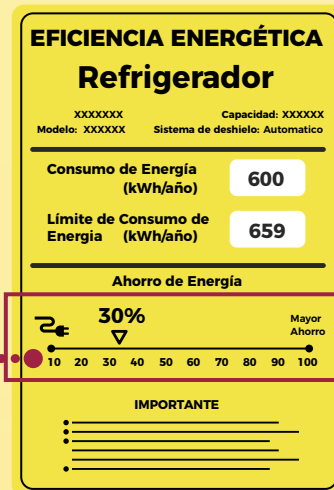 EFICIENCIA ENERGÉTICA
Refrigerador
XXXXXXX Capacidad: XXXXXX
Modelo: XXXXXX Sistema de deshielo: Automatico
Consumo de Energía
(kWh/año) 600
Límite de Consumo de
Energia (kWh/año) 659
Ahorro de Energía
30% Mayor
Ahorro
10 20 30 40 50 60 70 80 90 100
IMPORTANTE